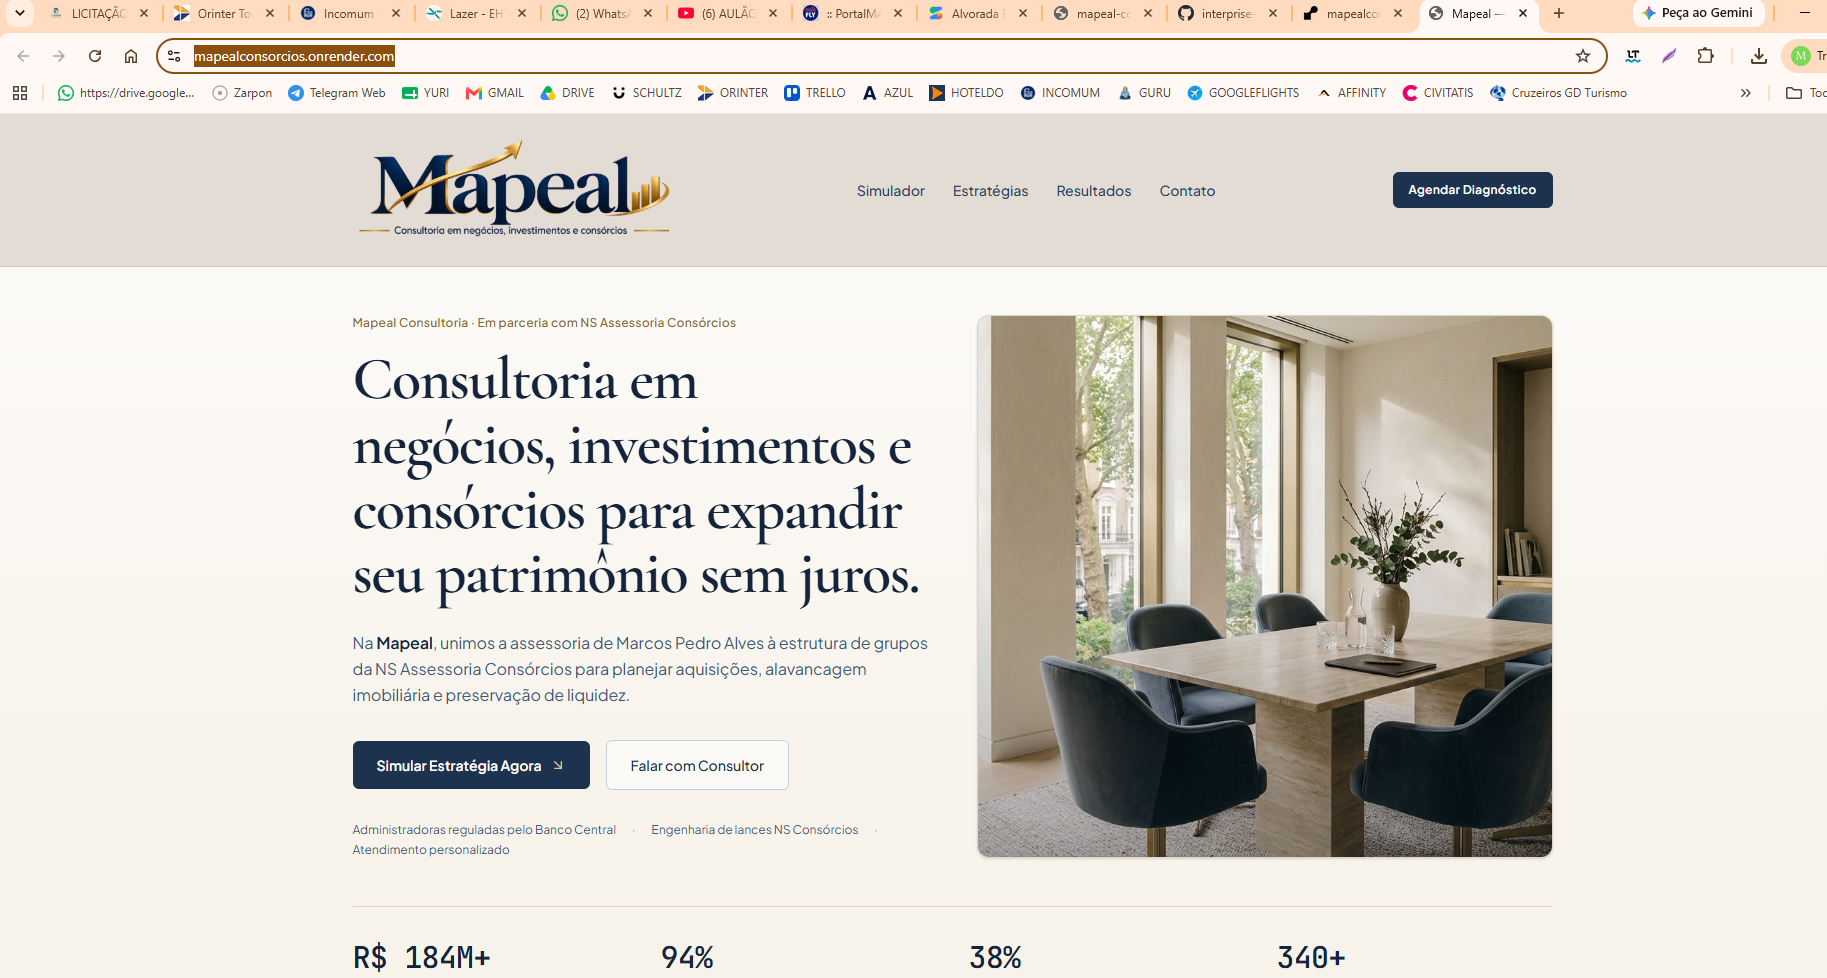 LICITAÇÃO
Orinter To
Incomum
Lazer - EH
(2) Whats
(6) AULÃO
:: PortalMA
Alvorada
mapeal-co
interprise-
mapealco
Mapeal —
Peça ao Gemini
mapealconsorcios.onrender.com
https://drive.google...
Zarpon
Telegram Web
YURI
GMAIL
DRIVE
SCHULTZ
ORINTER
TRELLO
AZUL
HOTELDO
INCOMUM
GURU
GOOGLEFLIGHTS
AFFINITY
CIVITATIS
Cruzeiros GD Turismo
Mapeal
Consultoria em negócios, investimentos e consórcios
Simulador
Estratégias
Resultados
Contato
Agendar Diagnóstico
Mapeal Consultoria · Em parceria com NS Assessoria Consórcios
Consultoria em
negócios, investimentos e
consórcios para expandir
seu patrimônio sem juros.
Na Mapeal, unimos a assessoria de Marcos Pedro Alves à estrutura de grupos
da NS Assessoria Consórcios para planejar aquisições, alavancagem
imobiliária e preservação de liquidez.
Simular Estratégia Agora
Falar com Consultor
Administradoras reguladas pelo Banco Central · Engenharia de lances NS Consórcios ·
Atendimento personalizado
R$ 184M+
94%
38%
340+